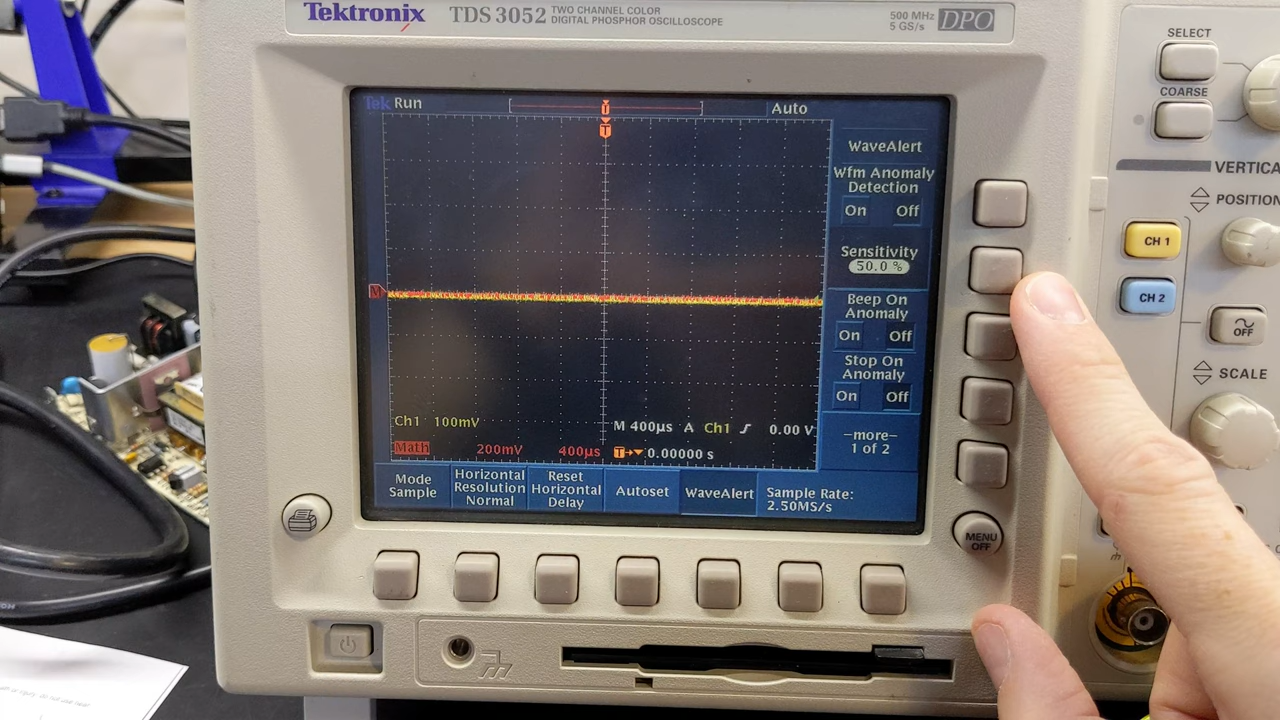 Tektronix
TDS 3052
TWO CHANNEL COLOR
DIGITAL PHOSPHOR OSCILLOSCOPE
500 MHz
5 GS/s
DPO
SELECT
COARSE
VERTICA
POSITION
CH 1
CH 2
OFF
SCALE
Tek Run
Auto
T
T
M
WaveAlert
Wfm Anomaly
Detection
On Off
Sensitivity
50.0 %
Beep On
Anomaly
On Off
Stop On
Anomaly
On Off
-more-
1 of 2
Ch1 100mV
M 400µs A Ch1 0.00 V
Math 200mV 400µs
T 0.00000 s
Mode
Sample
Horizontal
Resolution
Normal
Reset
Horizontal
Delay
Autoset
WaveAlert
Sample Rate:
2.50MS/s
MENU
OFF